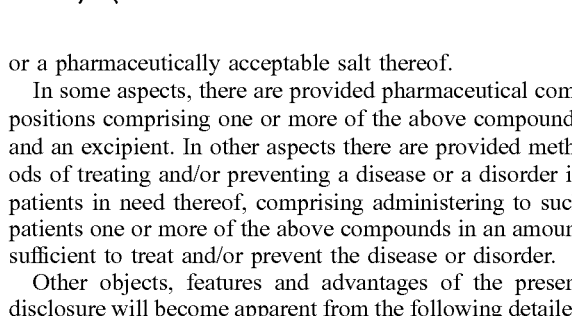 or a pharmaceutically acceptable salt thereof.
In some aspects, there are provided pharmaceutical com
positions comprising one or more of the above compound
and an excipient. In other aspects there are provided meth
ods of treating and/or preventing a disease or a disorder i
patients in need thereof, comprising administering to suc
patients one or more of the above compounds in an amoun
sufficient to treat and/or prevent the disease or disorder.
Other objects, features and advantages of the presen
disclosure will become apparent from the following detaile